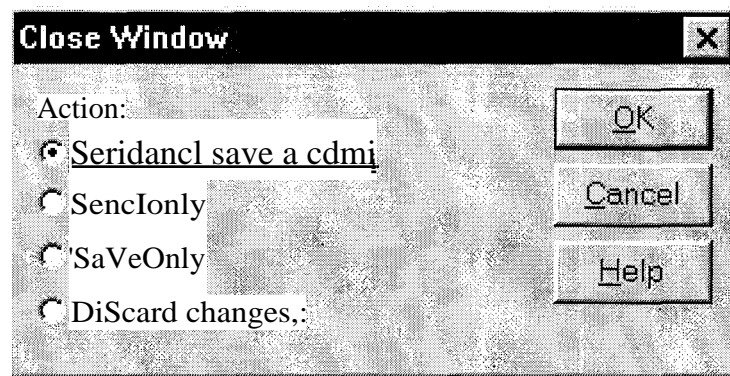 Close Window
Action:
Seridancl save a cdmi
SencIonly
'SaVeOnly
DiScard changes,:
OK
Cancel
Help